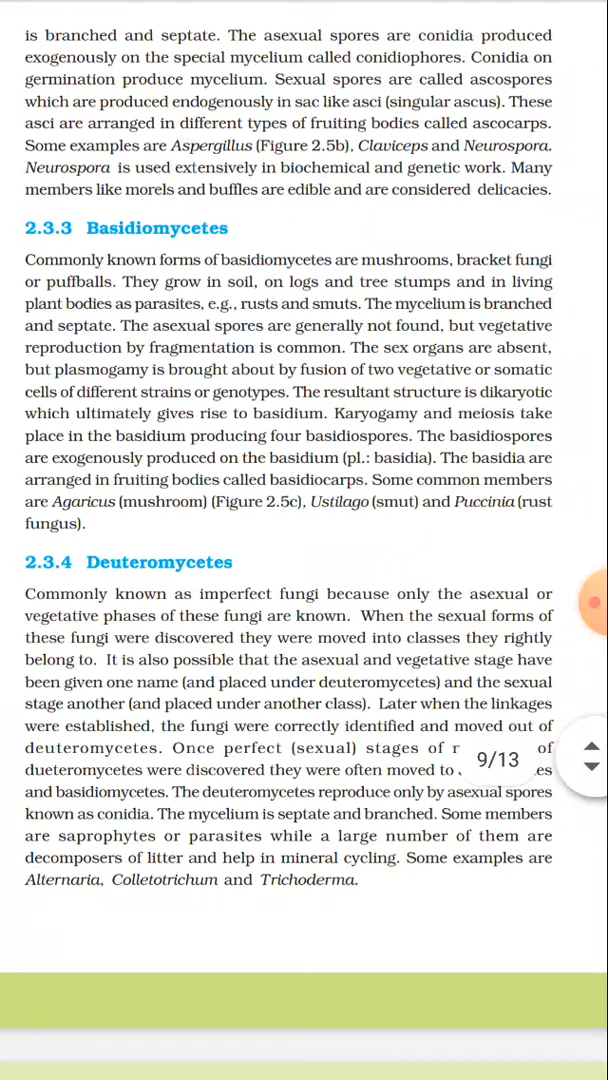 is branched and septate. The asexual spores are conidia produced
exogenously on the special mycelium called conidiophores. Conidia on
germination produce mycelium. Sexual spores are called ascospores
which are produced endogenously in sac like asci (singular ascus). These
asci are arranged in different types of fruiting bodies called ascocarps.
Some examples are Aspergillus (Figure 2.5b), Claviceps and Neurospora.
Neurospora is used extensively in biochemical and genetic work. Many
members like morels and buffles are edible and are considered delicacies.
2.3.3 Basidiomycetes
Commonly known forms of basidiomycetes are mushrooms, bracket fungi
or puffballs. They grow in soil, on logs and tree stumps and in living
plant bodies as parasites, e.g., rusts and smuts. The mycelium is branched
and septate. The asexual spores are generally not found, but vegetative
reproduction by fragmentation is common. The sex organs are absent,
but plasmogamy is brought about by fusion of two vegetative or somatic
cells of different strains or genotypes. The resultant structure is dikaryotic
which ultimately gives rise to basidium. Karyogamy and meiosis take
place in the basidium producing four basidiospores. The basidiospores
are exogenously produced on the basidium (pl.: basidia). The basidia are
arranged in fruiting bodies called basidiocarps. Some common members
are Agaricus (mushroom) (Figure 2.5c), Ustilago (smut) and Puccinia (rust
fungus).
2.3.4 Deuteromycetes
Commonly known as imperfect fungi because only the asexual or
vegetative phases of these fungi are known. When the sexual forms of
these fungi were discovered they were moved into classes they rightly
belong to. It is also possible that the asexual and vegetative stage have
been given one name (and placed under deuteromycetes) and the sexual
stage another (and placed under another class). Later when the linkages
were established, the fungi were correctly identified and moved out of
deuteromycetes. Once perfect (sexual) stages of of
9/13
dueteromycetes were discovered they were often moved to
and basidiomycetes. The deuteromycetes reproduce only by asexual spores
known as conidia. The mycelium is septate and branched. Some members
are saprophytes or parasites while a large number of them are
decomposers of litter and help in mineral cycling. Some examples are
Alternaria, Colletotrichum and Trichoderma.